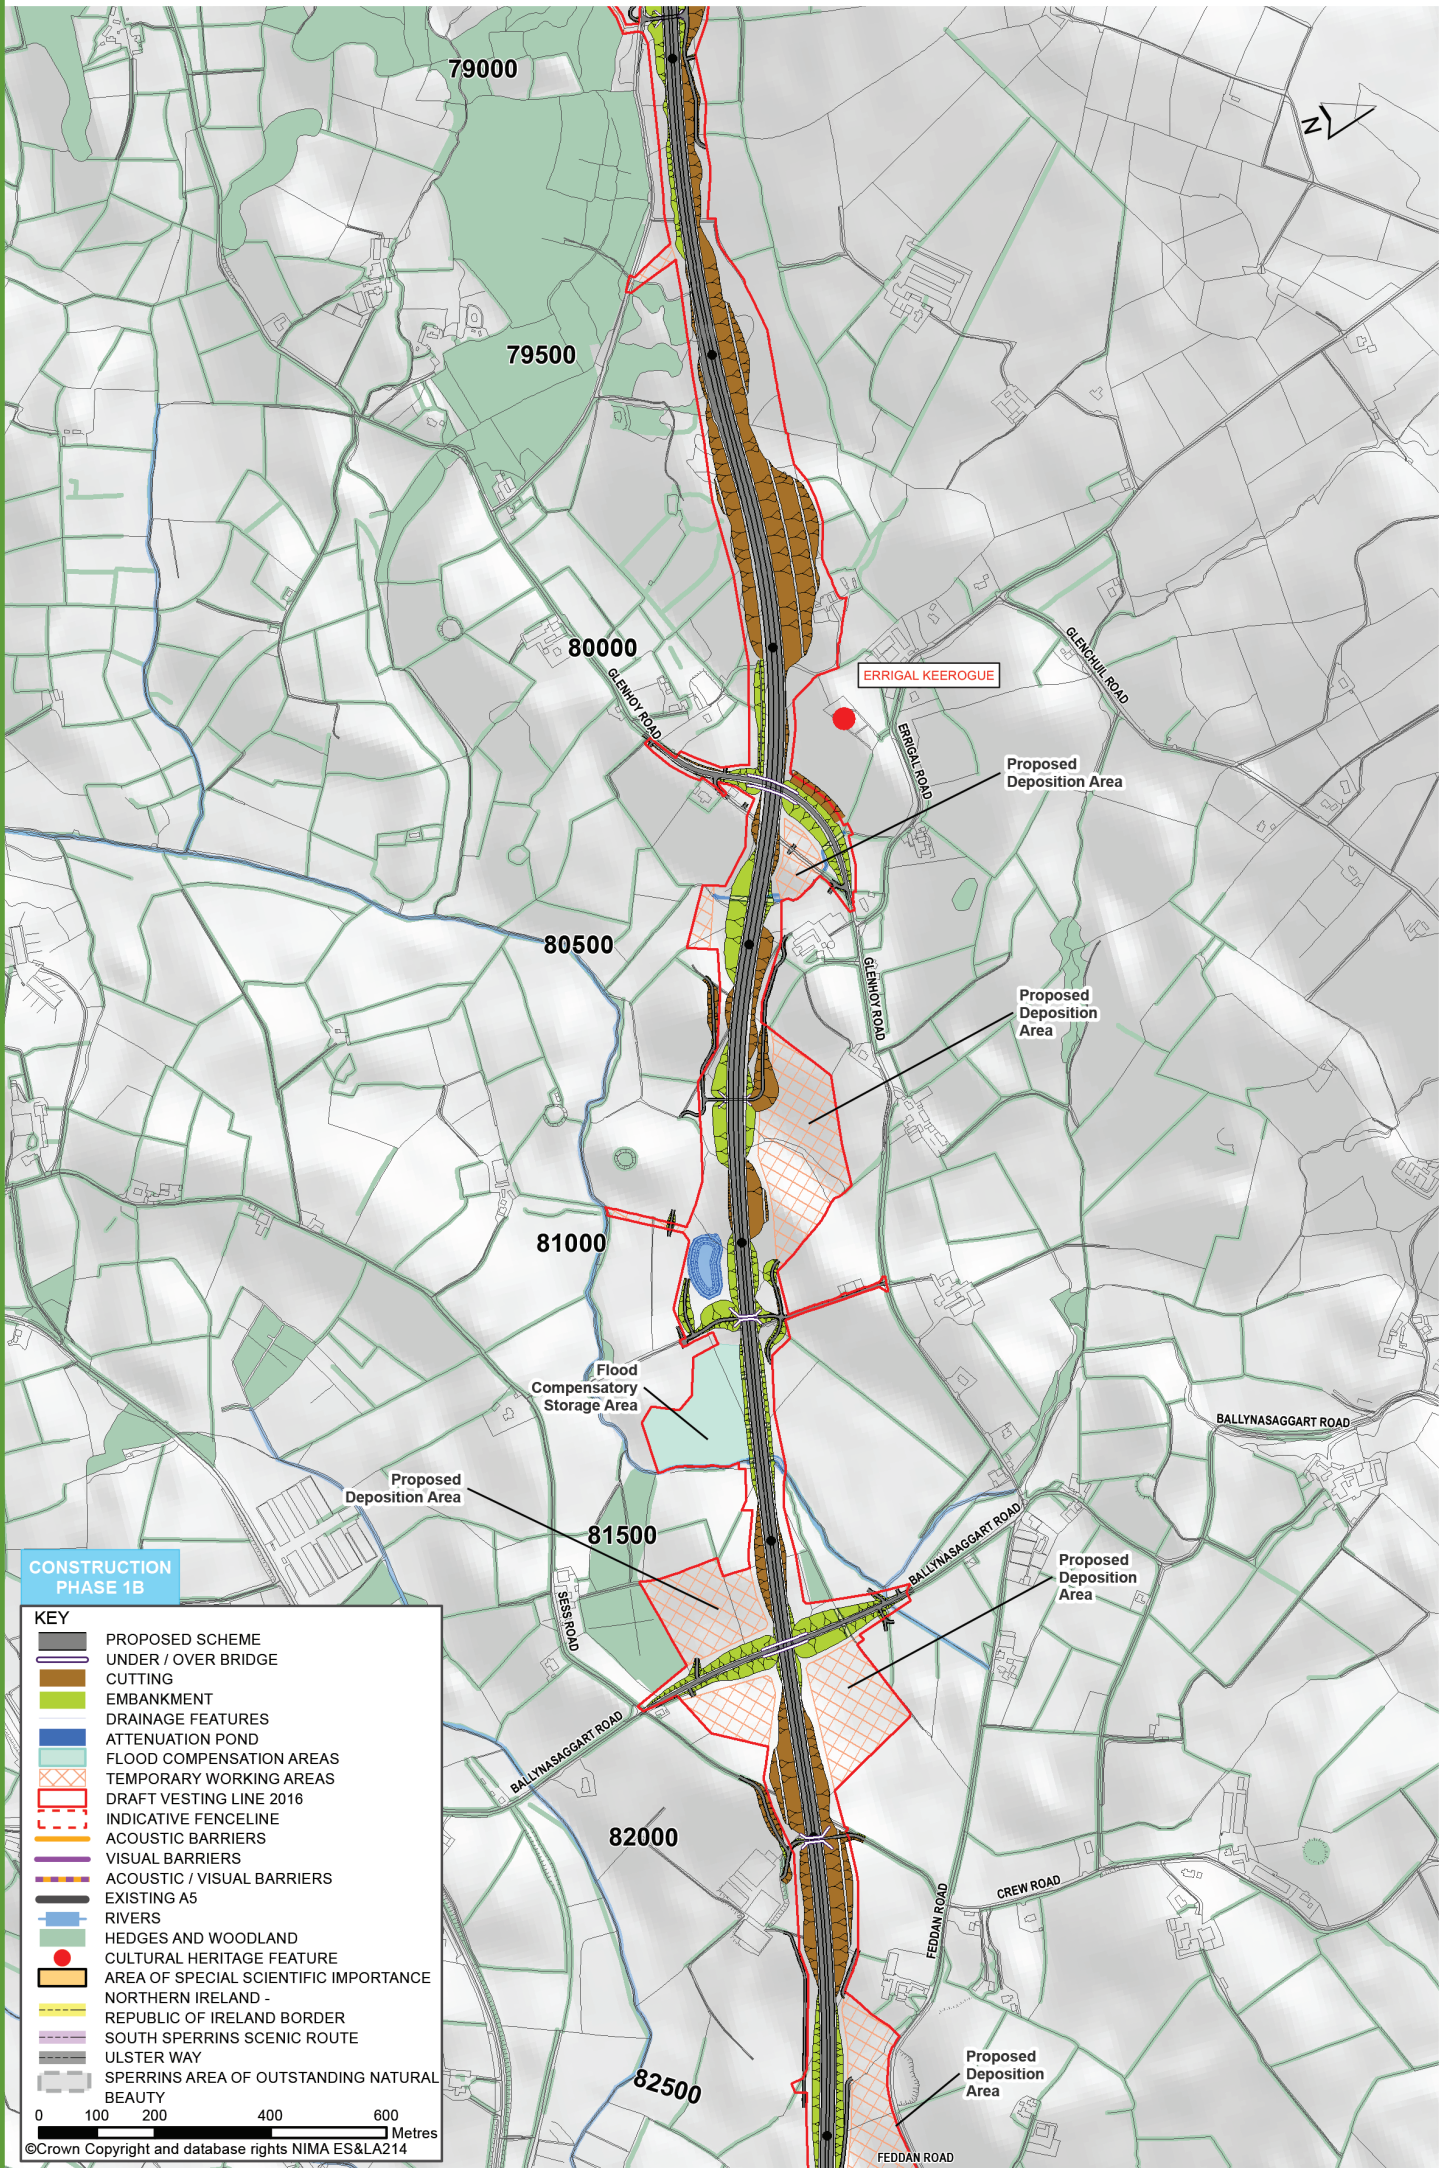 79000
N
79500
80000
GLENHOY ROAD
GLENCHUIL ROAD
ERRIGAL KEEROGUE
ERRIGAL ROAD
Proposed
Deposition Area
80500
GLENHOY ROAD
Proposed
Deposition
Area
81000
Flood
Compensatory
Storage Area
BALLYNASAGGART ROAD
Proposed
Deposition Area
81500
BALLYNASAGGART ROAD
Proposed
Deposition
Area
SESS ROAD
BALLYNASAGGART ROAD
82000
CREW ROAD
FEDDAN ROAD
82500
Proposed
Deposition
Area
FEDDAN ROAD
CONSTRUCTION
PHASE 1B
KEY
PROPOSED SCHEME
UNDER / OVER BRIDGE
CUTTING
EMBANKMENT
DRAINAGE FEATURES
ATTENUATION POND
FLOOD COMPENSATION AREAS
TEMPORARY WORKING AREAS
DRAFT VESTING LINE 2016
INDICATIVE FENCELINE
ACOUSTIC BARRIERS
VISUAL BARRIERS
ACOUSTIC / VISUAL BARRIERS
EXISTING A5
RIVERS
HEDGES AND WOODLAND
CULTURAL HERITAGE FEATURE
AREA OF SPECIAL SCIENTIFIC IMPORTANCE
NORTHERN IRELAND -
REPUBLIC OF IRELAND BORDER
SOUTH SPERRINS SCENIC ROUTE
ULSTER WAY
SPERRINS AREA OF OUTSTANDING NATURAL
BEAUTY
0 100 200 400 600
Metres
©Crown Copyright and database rights NIMA ES&LA214